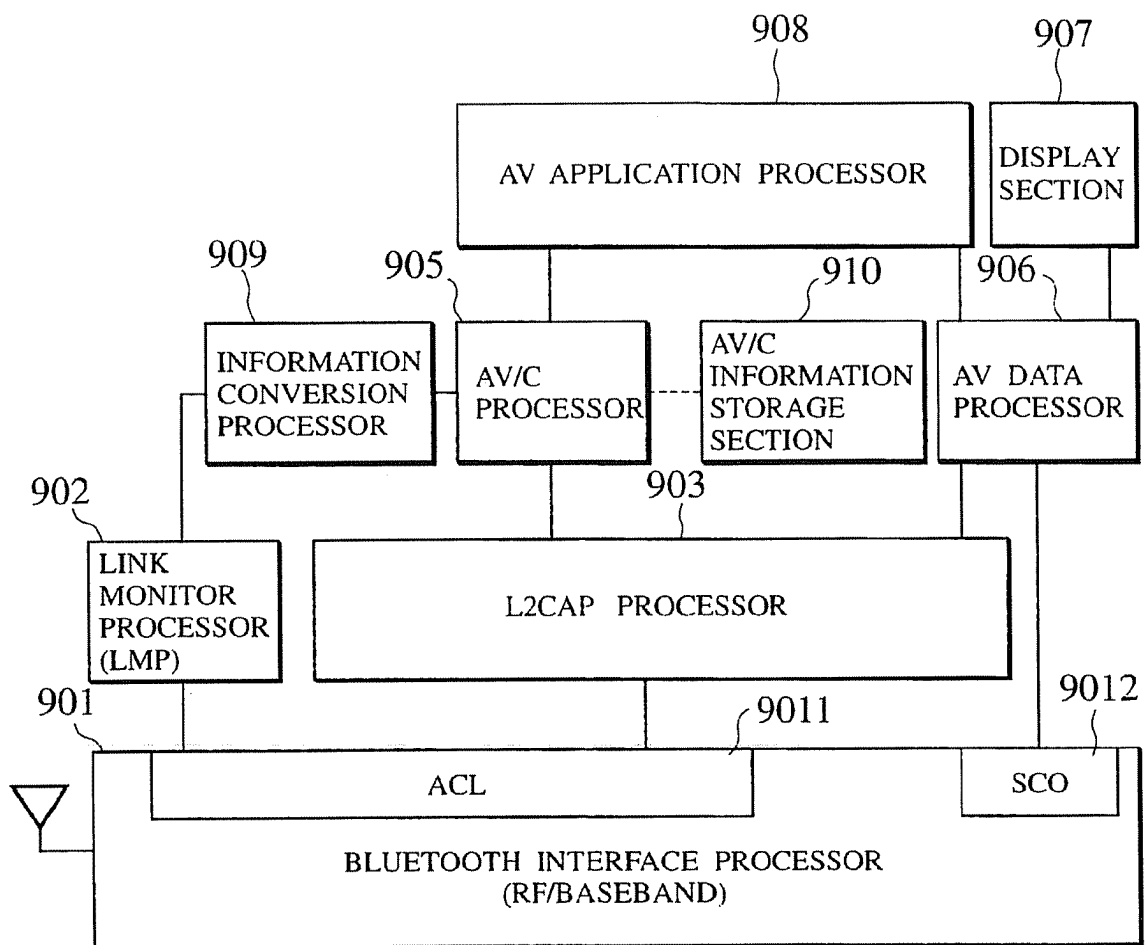 908
907
AV APPLICATION PROCESSOR
DISPLAY
SECTION
909
905
910
906
INFORMATION
CONVERSION
PROCESSOR
AV/C
PROCESSOR
AV/C
INFORMATION
STORAGE
SECTION
AV DATA
PROCESSOR
902
903
LINK
MONITOR
PROCESSOR
(LMP)
L2CAP PROCESSOR
901
9011
9012
ACL
SCO
BLUETOOTH INTERFACE PROCESSOR
(RF/BASEBAND)